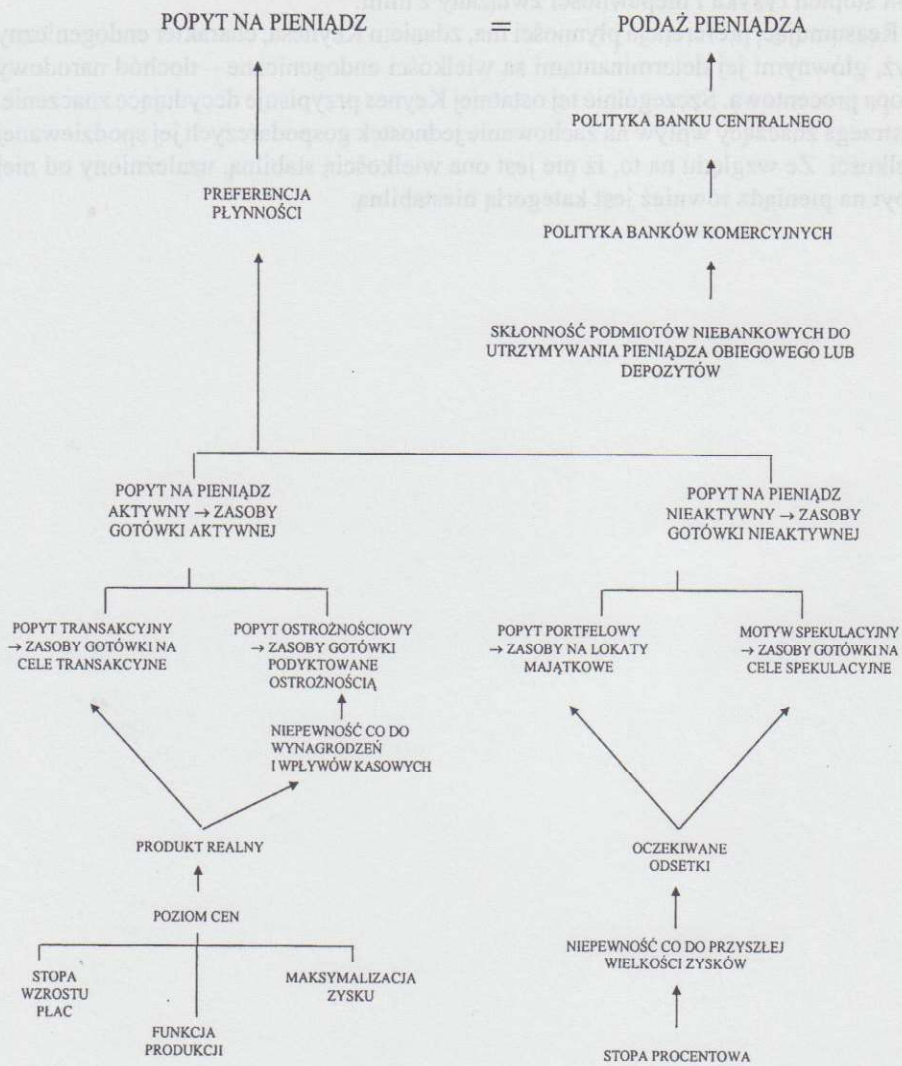 POPYT NA PIENIĄDZ = PODAŻ PIENIĄDZA
POLITYKA BANKU CENTRALNEGO
PREFERENCJA
PŁYNNOŚCI
POLITYKA BANKÓW KOMERCYJNYCH
SKŁONNOŚĆ PODMIOTÓW NIEBANKOWYCH DO
UTRZYMYWANIA PIENIĄDZA OBIEGOWEGO LUB
DEPOZYTÓW
POPYT NA PIENIĄDZ
AKTYWNY → ZASOBY
GOTÓWKI AKTYWNEJ
POPYT NA PIENIĄDZ
NIEAKTYWNY → ZASOBY
GOTÓWKI NIEAKTYWNEJ
POPYT TRANSAKCYJNY
→ ZASOBY GOTÓWKI NA
CELE TRANSAKCYJNE
POPYT OSTROŻNOŚCIOWY
→ ZASOBY GOTÓWKI
PODYKTOWANE
OSTROŻNOŚCIĄ
POPYT PORTFELOWY
→ ZASOBY NA LOKATY
MAJĄTKOWE
MOTYW SPEKULACYJNY
→ ZASOBY GOTÓWKI NA
CELE SPEKULACYJNE
NIEPEWNOŚĆ CO DO
WYNAGRODZEŃ
I WPŁYWÓW KASOWYCH
PRODUKT REALNY
OCZEKIWANE
ODSETKI
POZIOM CEN
NIEPEWNOŚĆ CO DO PRZYSZŁEJ
WIELKOŚCI ZYSKÓW
STOPA
WZROSTU
PŁAC
MAKSYMALIZACJA
ZYSKU
FUNKCJA
PRODUKCJI
STOPA PROCENTOWA